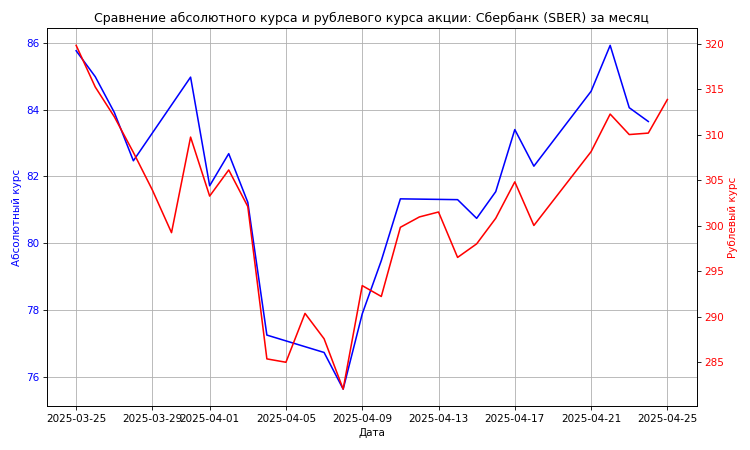 Сравнение абсолютного курса и рублевого курса акции: Сбербанк (SBER) за месяц
86
84
82
80
78
76
Абсолютный курс
320
315
310
305
300
295
290
285
Рублевый курс
2025-03-25 2025-03-29 2025-04-01 2025-04-05 2025-04-09 2025-04-13 2025-04-17 2025-04-21 2025-04-25
Дата